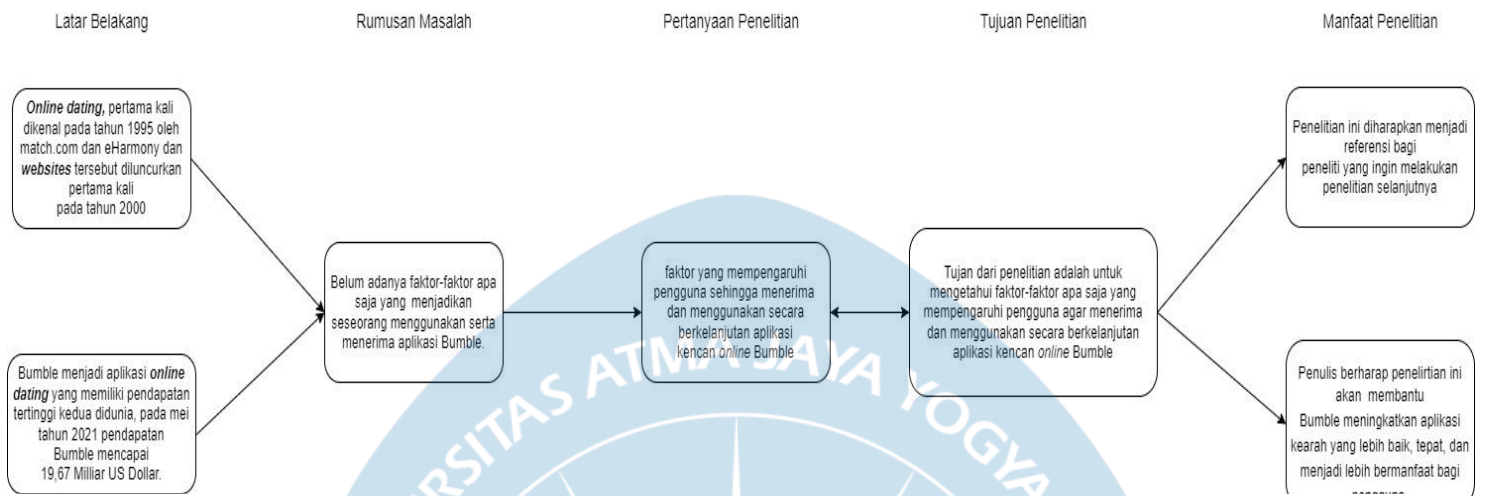 Latar Belakang
Rumusan Masalah
Pertanyaan Penelitian
Tujuan Penelitian
Manfaat Penelitian
Online dating, pertama kali
dikenal pada tahun 1995 oleh
match.com dan eHarmony dan
websites tersebut diluncurkan
pertama kali
pada tahun 2000
Bumble menjadi aplikasi online
dating yang memiliki pendapatan
tertinggi kedua didunia, pada mei
tahun 2021 pendapatan
Bumble mencapai
19,67 Milliar US Dollar.
Belum adanya faktor-faktor apa
saja yang menjadikan
seseorang menggunakan serta
menerima aplikasi Bumble.
faktor yang mempengaruhi
pengguna sehingga menerima
dan menggunakan secara
berkelanjutan aplikasi
kencan online Bumble
Tujan dari penelitian adalah untuk
mengetahui faktor-faktor apa saja yang
mempengaruhi pengguna agar menerima
dan menggunakan secara berkelanjutan
aplikasi kencan online Bumble
Penelitian ini diharapkan menjadi
referensi bagi
peneliti yang ingin melakukan
penelitian selanjutnya
Penulis berharap penelirtian ini
akan membantu
Bumble meningkatkan aplikasi
kearah yang lebih baik, tepat, dan
menjadi lebih bermanfaat bagi
RSITAS ATMA JAYA YOGYA